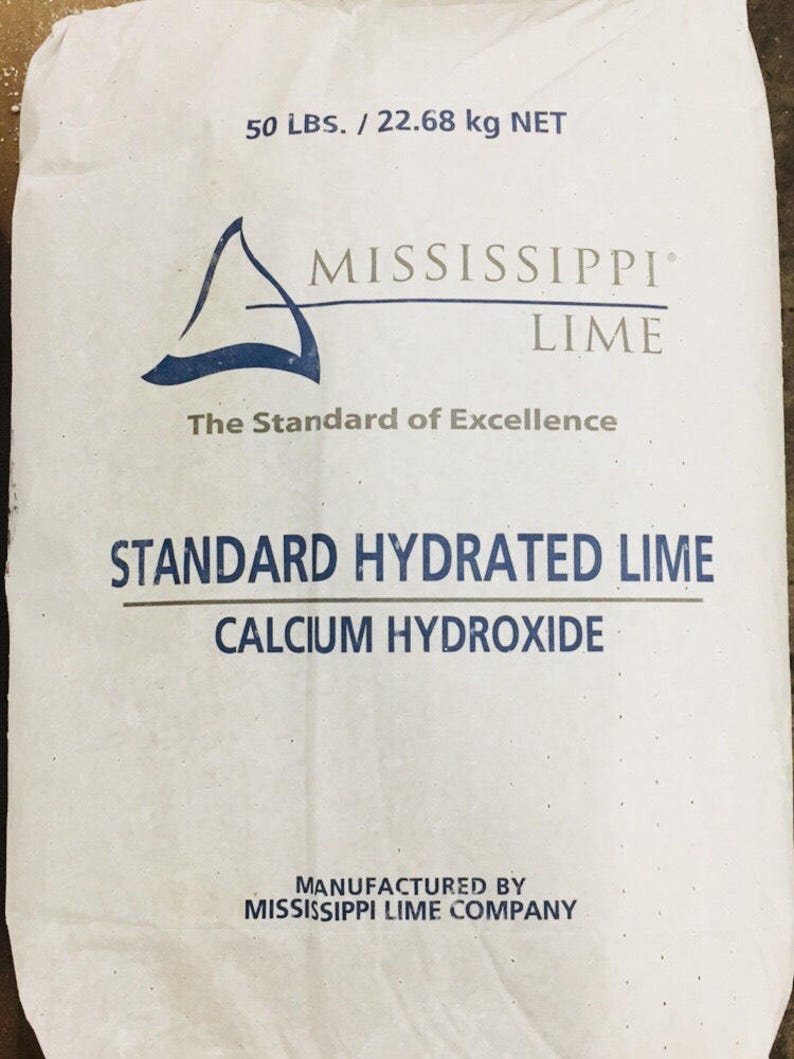 50 LBS. / 22.68 kg NET
MISSISSIPPI®
LIME
The Standard of Excellence
STANDARD HYDRATED LIME
CALCIUM HYDROXIDE
MANUFACTURED BY
MISSISSIPPI LIME COMPANY